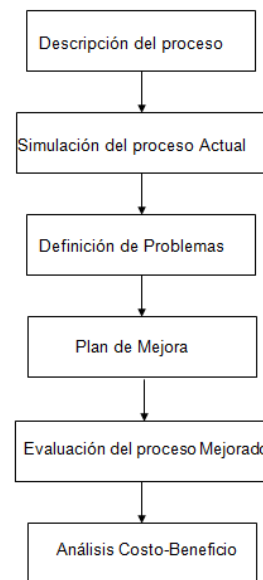 Descripción del proceso
Simulación del proceso Actual
Definición de Problemas
Plan de Mejora
Evaluación del proceso Mejorado
Análisis Costo-Beneficio